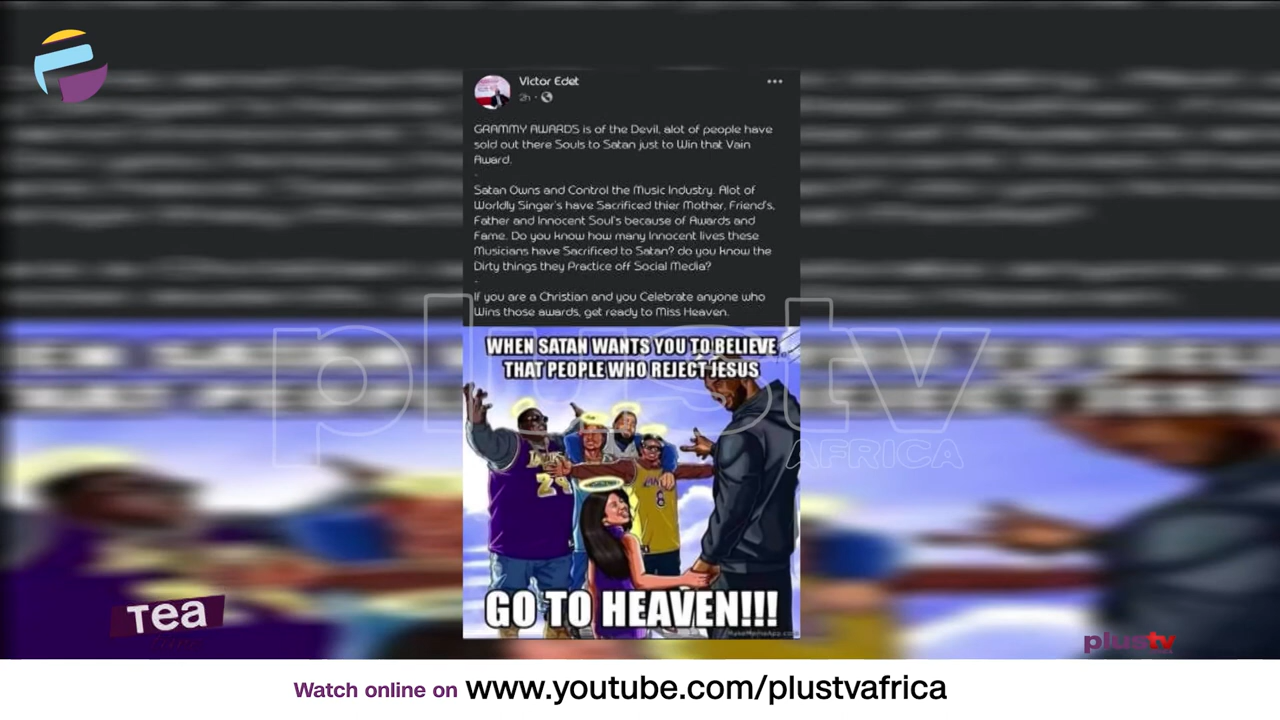 Victor Edet
2h
GRAMMY AWARDS is of the Devil, alot of people have
sold out there Souls to Satan just to Win that Vain
Award.
-
Satan Owns and Control the Music Industry. Alot of
Worldly Singer's have Sacrificed thier Mother, Friend's,
Father and Innocent Soul's because of Awards and
Fame. Do you know how many Innocent lives these
Musicians have Sacrificed to Satan? do you know the
Dirty things they Practice off Social Media?
-
If you are a Christian and you Celebrate anyone who
Wins those awards, get ready to Miss Heaven.
plustv
AFRICA
WHEN SATAN WANTS YOU TO BELIEVE
THAT PEOPLE WHO REJECT JESUS
24
8
GO TO HEAVEN!!!
Tea
plustv
Watch online on www.youtube.com/plustvafrica